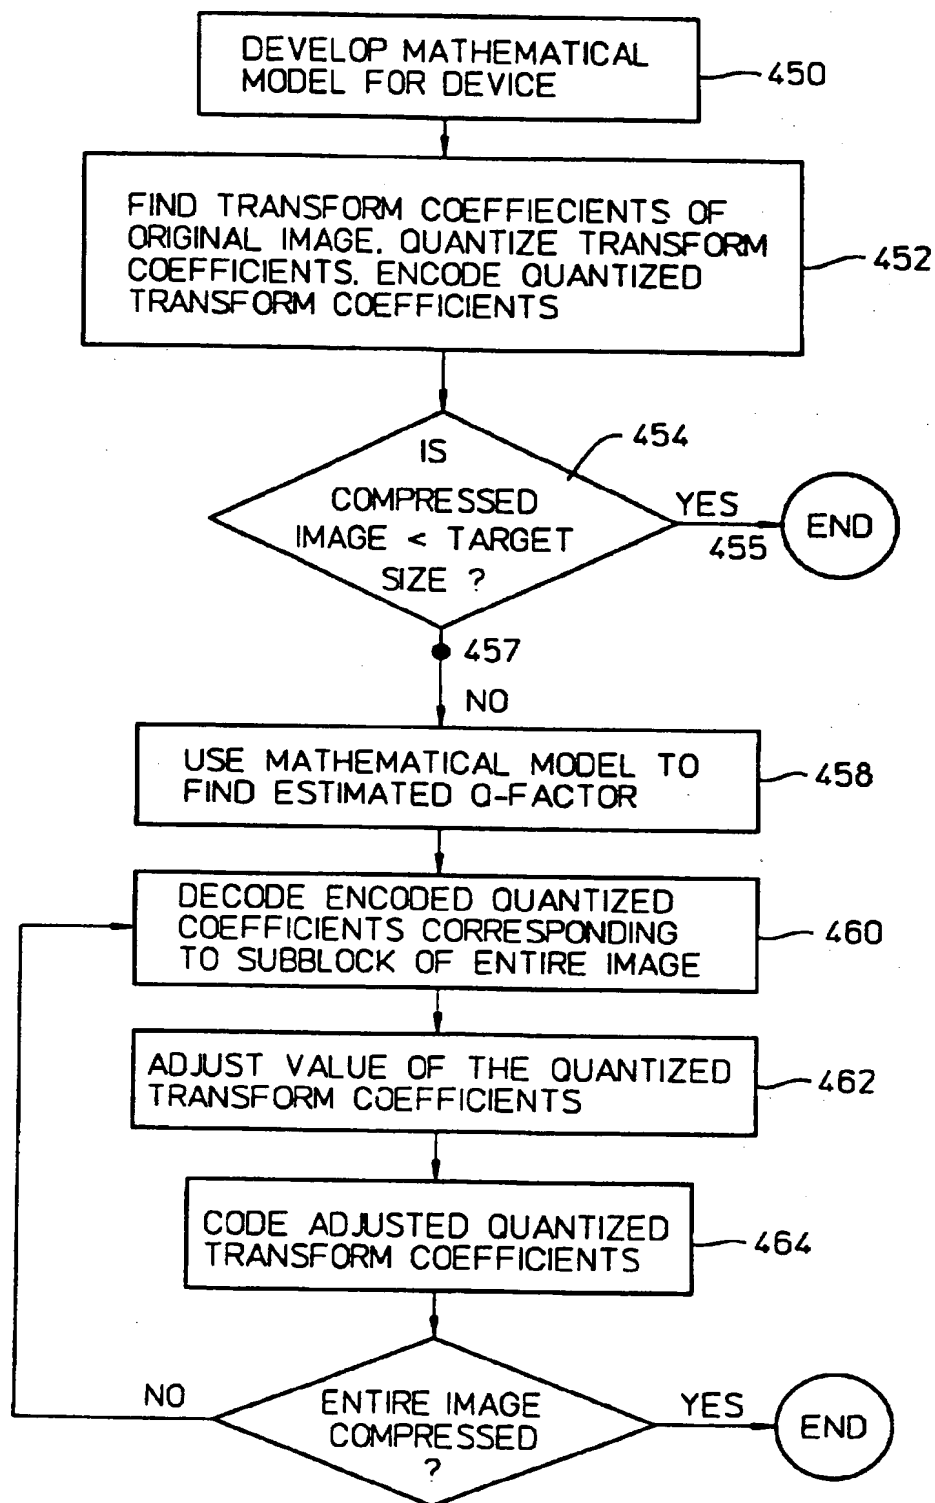 DEVELOP MATHEMATICAL
MODEL FOR DEVICE
450
FIND TRANSFORM COEFFIECIENTS OF
ORIGINAL IMAGE. QUANTIZE TRANSFORM
COEFFICIENTS. ENCODE QUANTIZED
TRANSFORM COEFFICIENTS
452
454
IS
COMPRESSED
IMAGE < TARGET
SIZE ?
YES
455
END
457
NO
USE MATHEMATICAL MODEL TO
FIND ESTIMATED Q-FACTOR
458
DECODE ENCODED QUANTIZED
COEFFICIENTS CORRESPONDING
TO SUBBLOCK OF ENTIRE IMAGE
460
ADJUST VALUE OF THE QUANTIZED
TRANSFORM COEFFICIENTS
462
CODE ADJUSTED QUANTIZED
TRANSFORM COEFFICIENTS
464
NO
ENTIRE IMAGE
COMPRESSED
?
YES
END